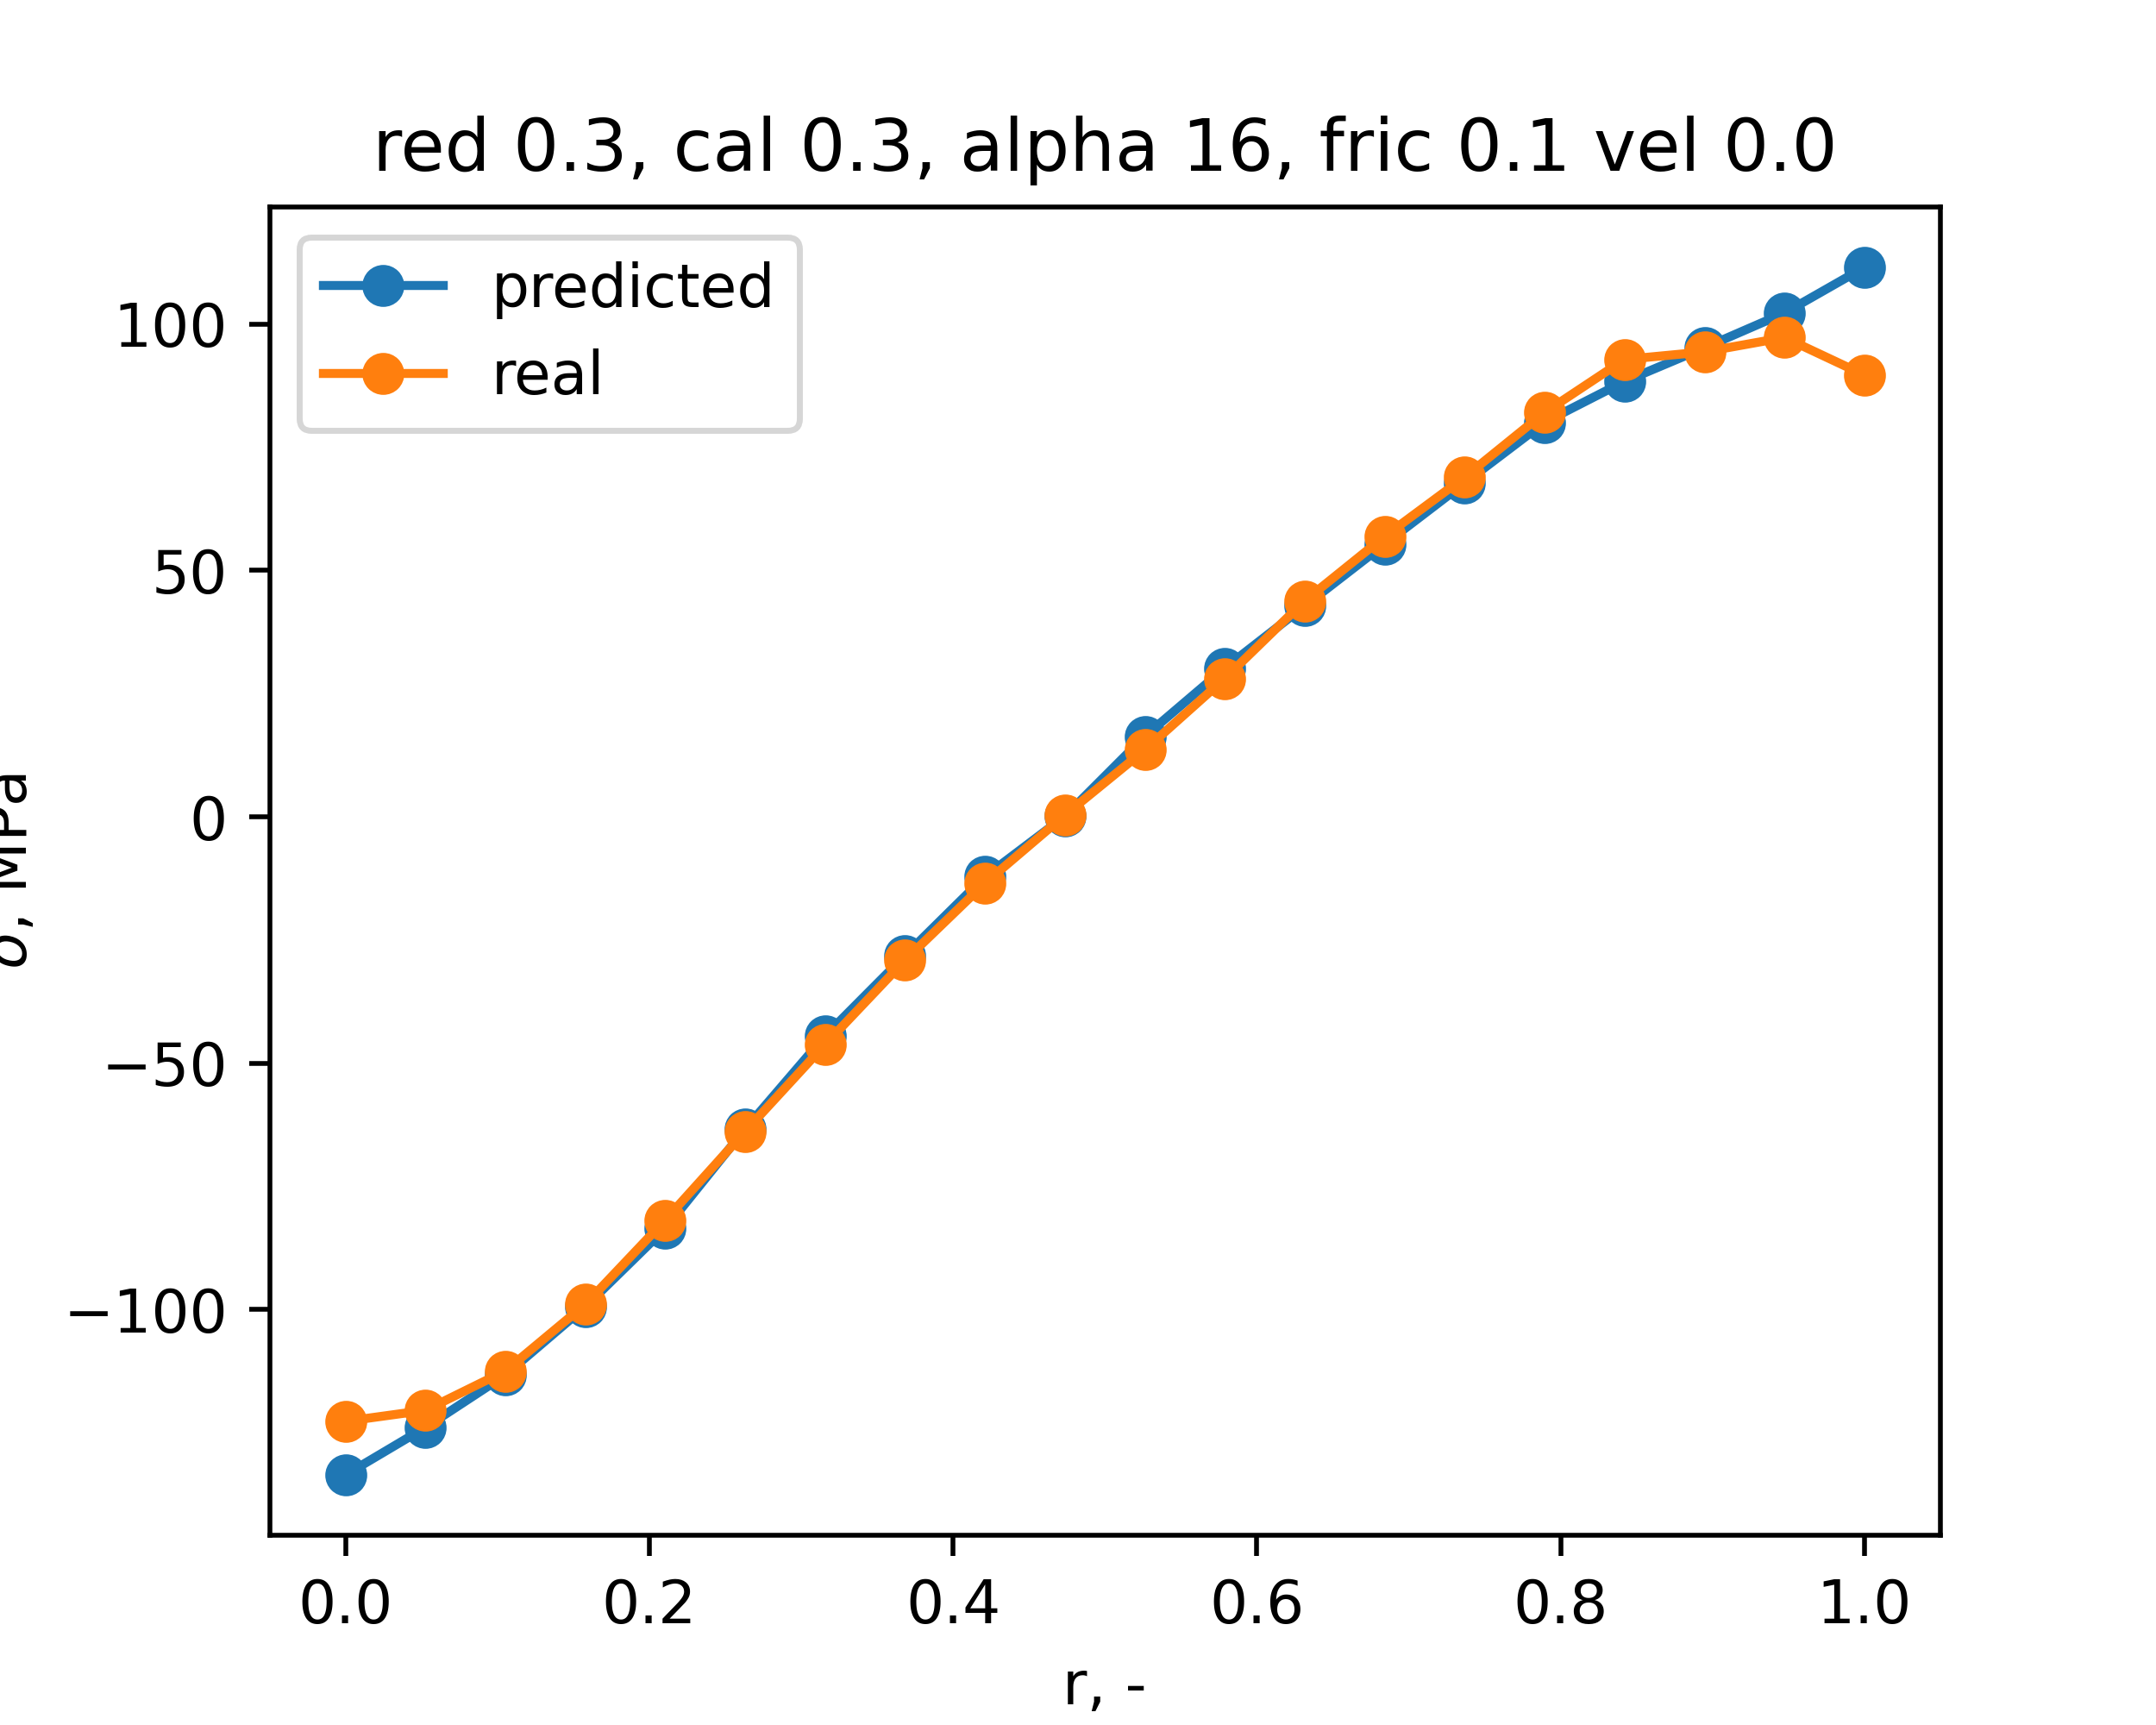 red 0.3, cal 0.3, alpha 16, fric 0.1 vel 0.0
predicted
real
100
50
0
−50
−100
σ, MPa
0.0 0.2 0.4 0.6 0.8 1.0
r, -